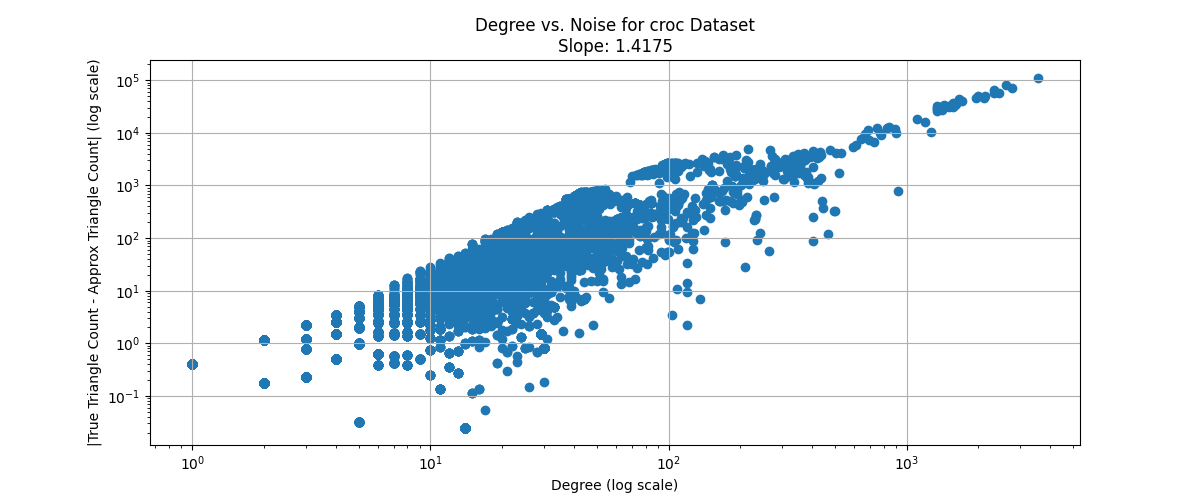 Degree vs. Noise for croc Dataset
Slope: 1.4175
|True Triangle Count - Approx Triangle Count| (log scale)
10⁵
10⁴
10³
10²
10¹
10⁰
10⁻¹
10⁰ 10¹ 10² 10³
Degree (log scale)